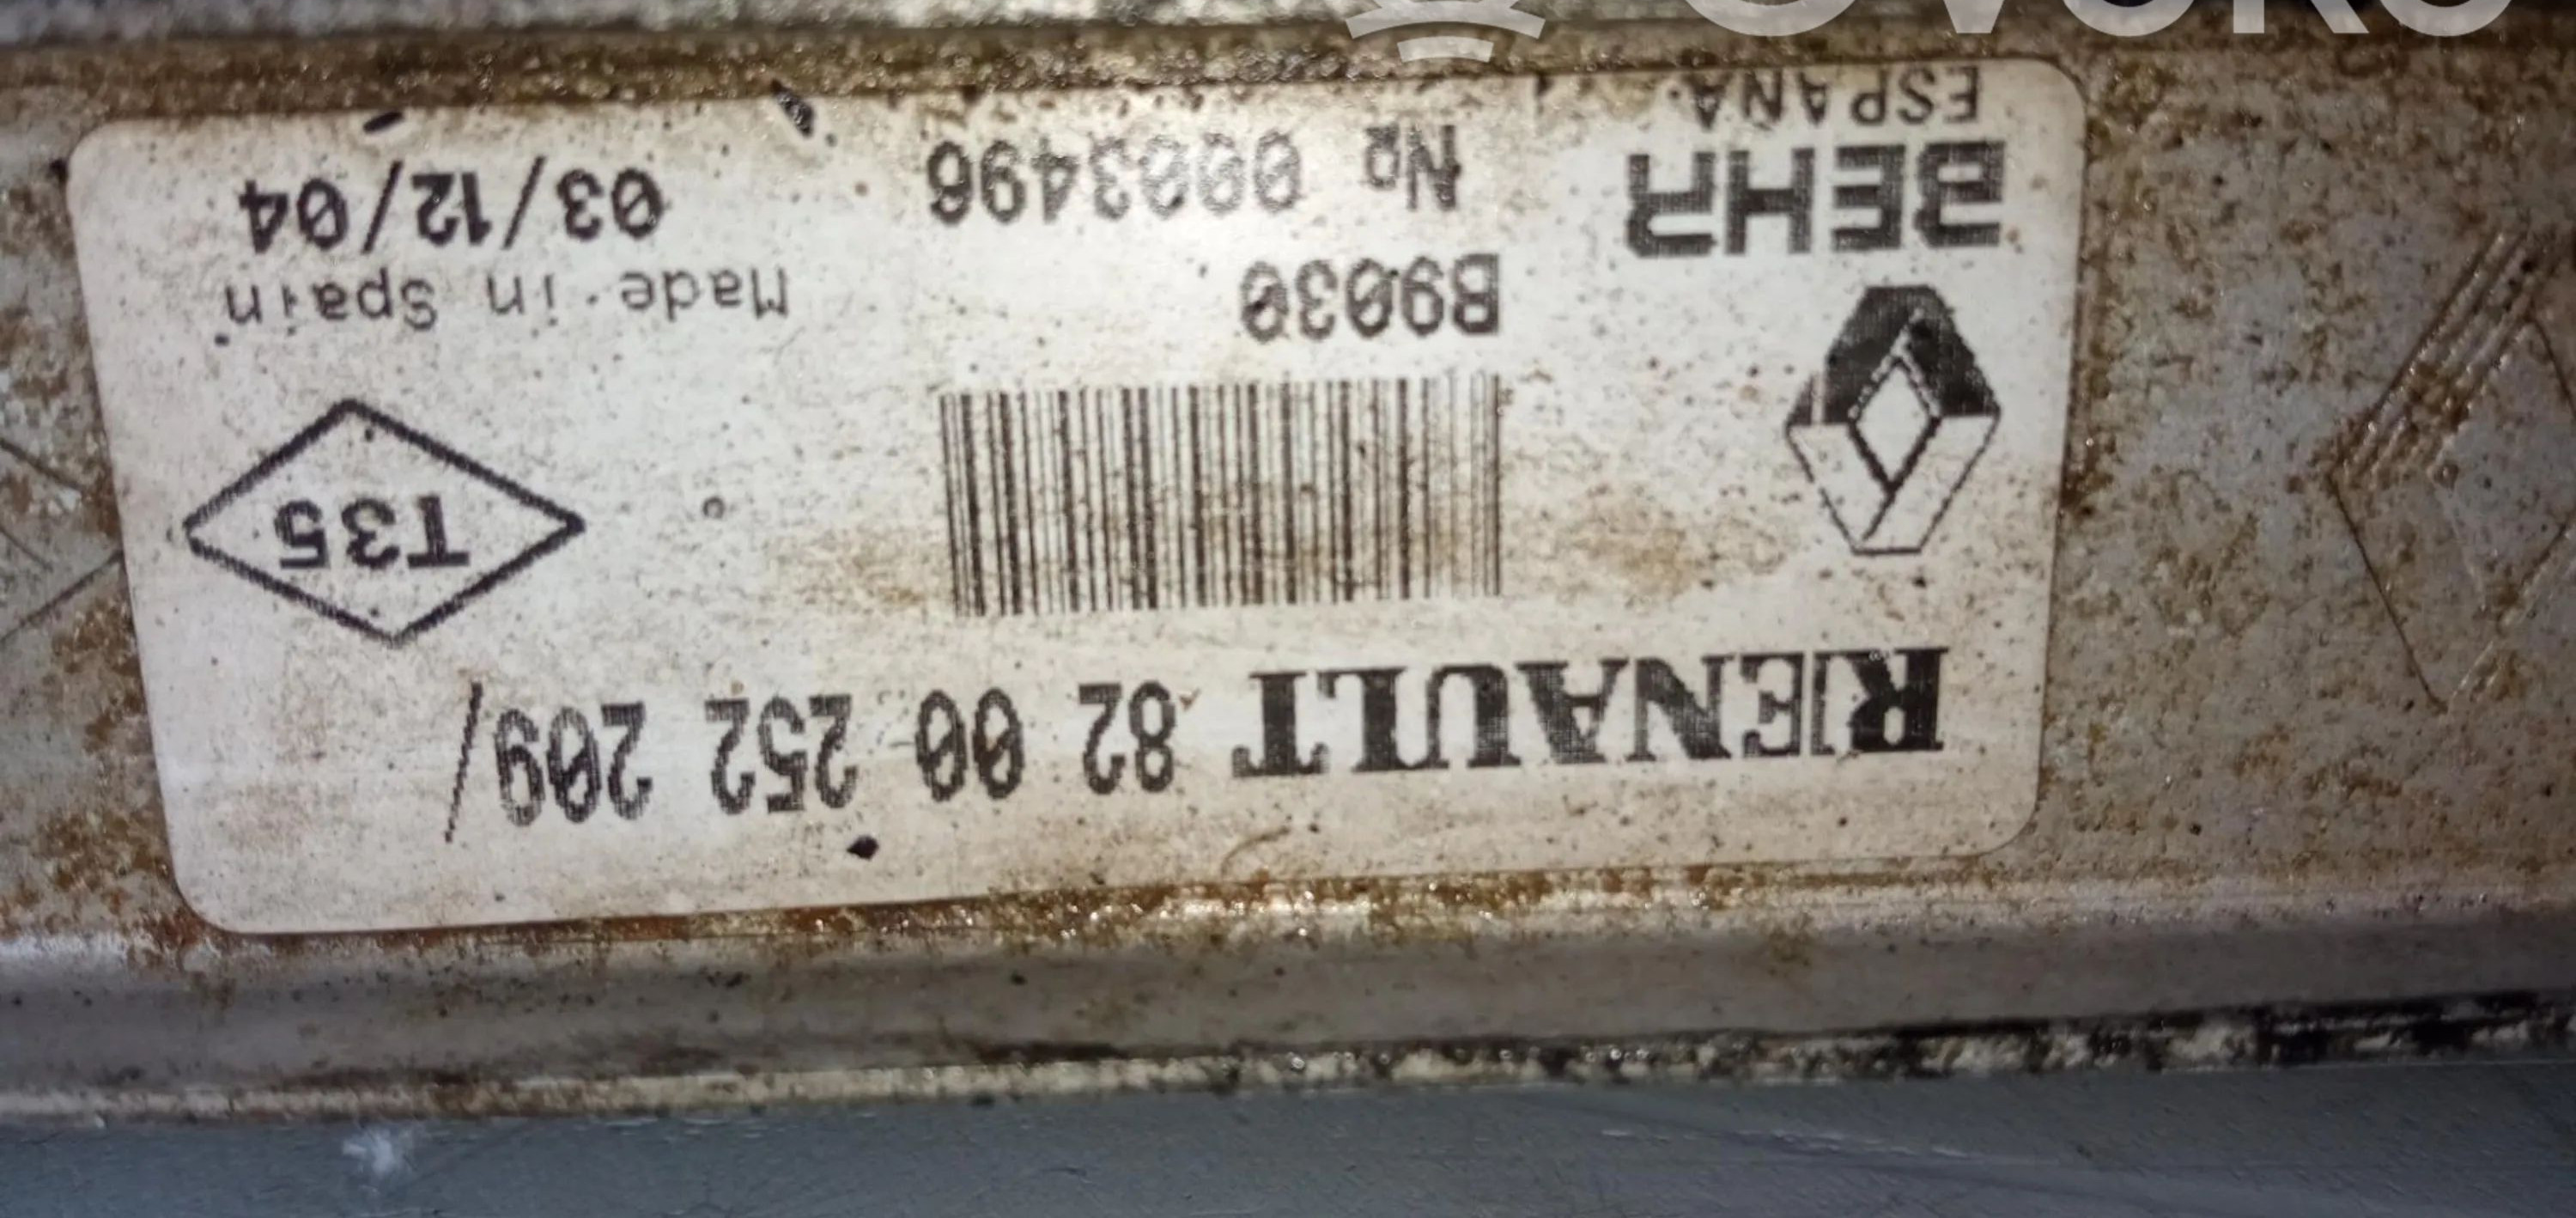 RENAULT 82 00 252 209/
T35
B9030
Made in Spain
BEHR
ESPANA
№ 0003496
03/12/04